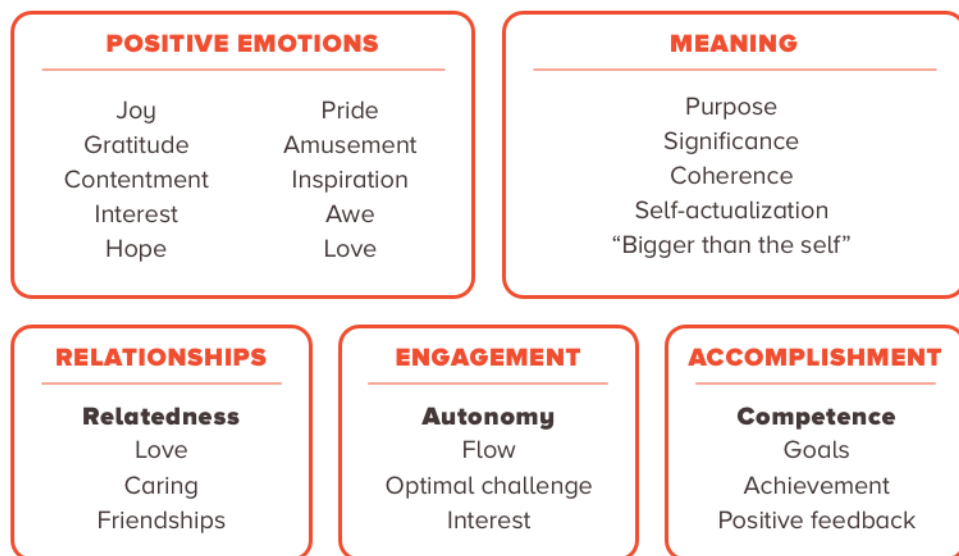 POSITIVE EMOTIONS
Joy
Gratitude
Contentment
Interest
Hope
Pride
Amusement
Inspiration
Awe
Love
MEANING
Purpose
Significance
Coherence
Self-actualization
“Bigger than the self”
RELATIONSHIPS
Relatedness
Love
Caring
Friendships
ENGAGEMENT
Autonomy
Flow
Optimal challenge
Interest
ACCOMPLISHMENT
Competence
Goals
Achievement
Positive feedback